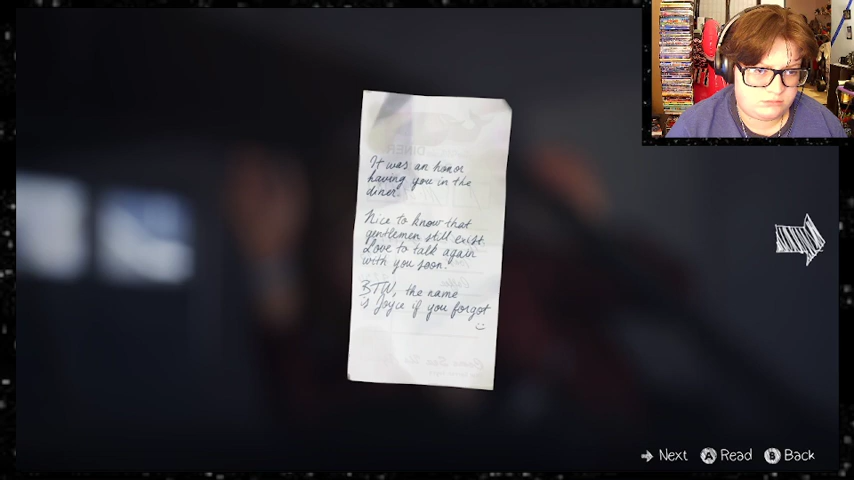 It was an honor
having you in the
diner.
Nice to know that
gentlemen still exist.
Love to talk again
with you soon.
BTW, the name
is Joyce if you forgot
Next
Read
Back